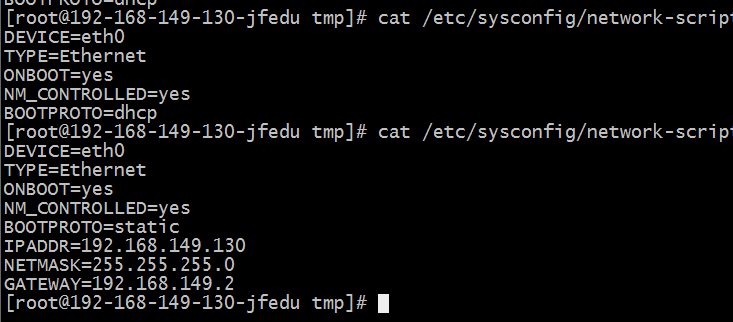 BOOTPROTO=dhcp
[root@192-168-149-130-jfedu tmp]# cat /etc/sysconfig/network-script
DEVICE=eth0
TYPE=Ethernet
ONBOOT=yes
NM_CONTROLLED=yes
BOOTPROTO=dhcp
[root@192-168-149-130-jfedu tmp]# cat /etc/sysconfig/network-script
DEVICE=eth0
TYPE=Ethernet
ONBOOT=yes
NM_CONTROLLED=yes
BOOTPROTO=static
IPADDR=192.168.149.130
NETMASK=255.255.255.0
GATEWAY=192.168.149.2
[root@192-168-149-130-jfedu tmp]#